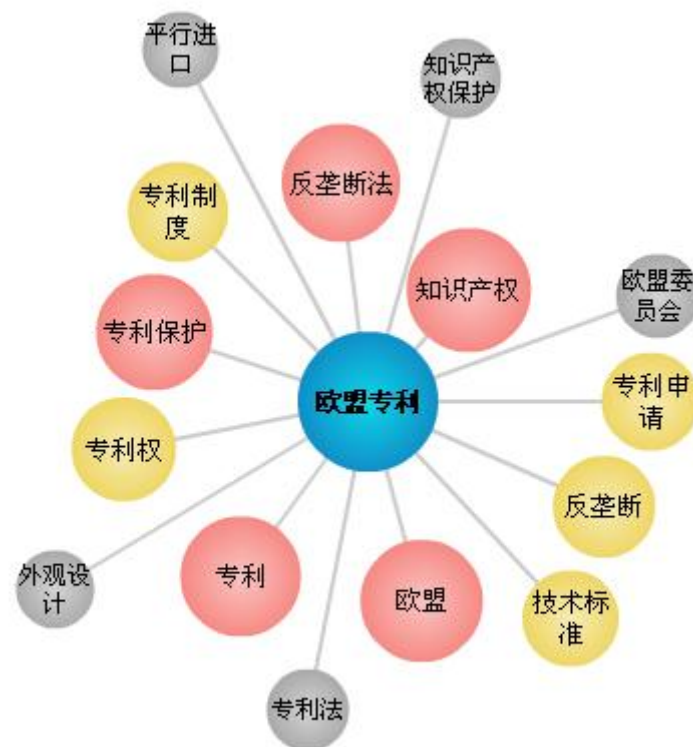 平行进
口
知识产
权保护
反垄断法
专利制
度
知识产权
欧盟委
员会
专利保护
欧盟专利
专利申
请
专利权
反垄断
外观设
计
专利
欧盟
技术标
准
专利法